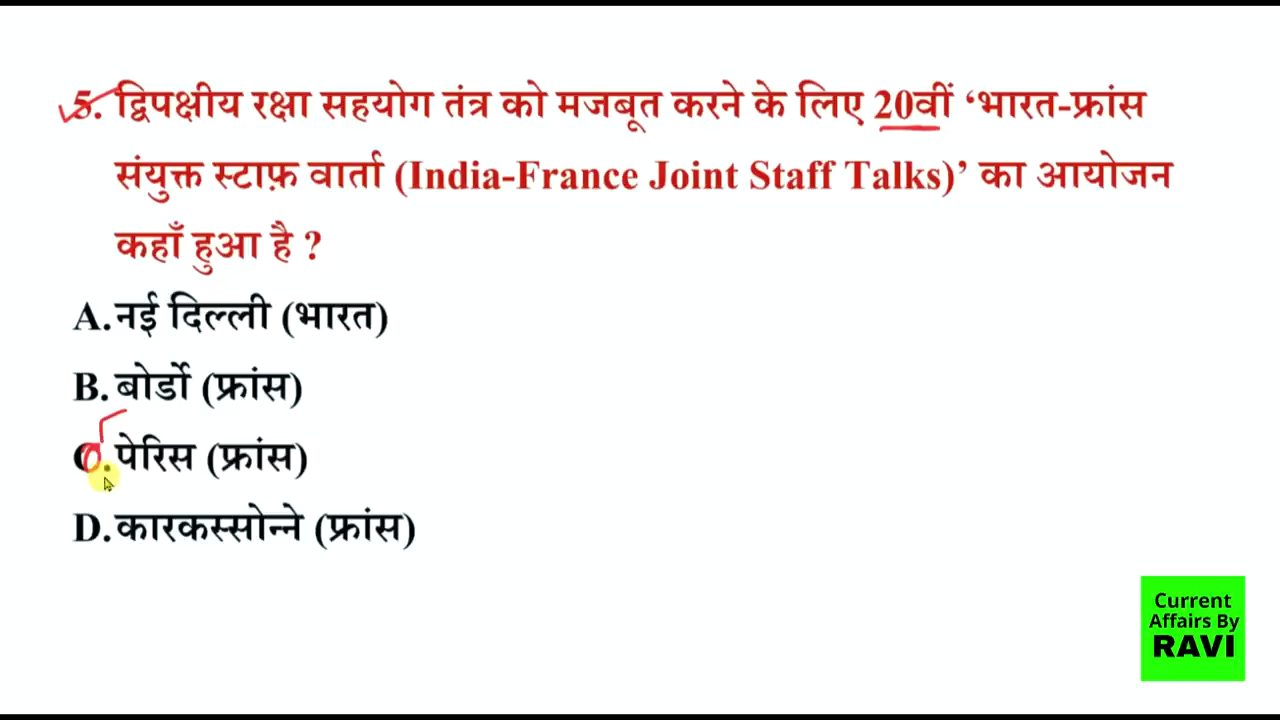 5. द्विपक्षीय रक्षा सहयोग तंत्र को मजबूत करने के लिए 20वीं ‘भारत-फ्रांस
संयुक्त स्टाफ़ वार्ता (India-France Joint Staff Talks)’ का आयोजन
कहाँ हुआ है ?
A. नई दिल्ली (भारत)
B. बोर्डो (फ्रांस)
C. पेरिस (फ्रांस)
D. कारकस्सोन्ने (फ्रांस)
Current
Affairs By
RAVI